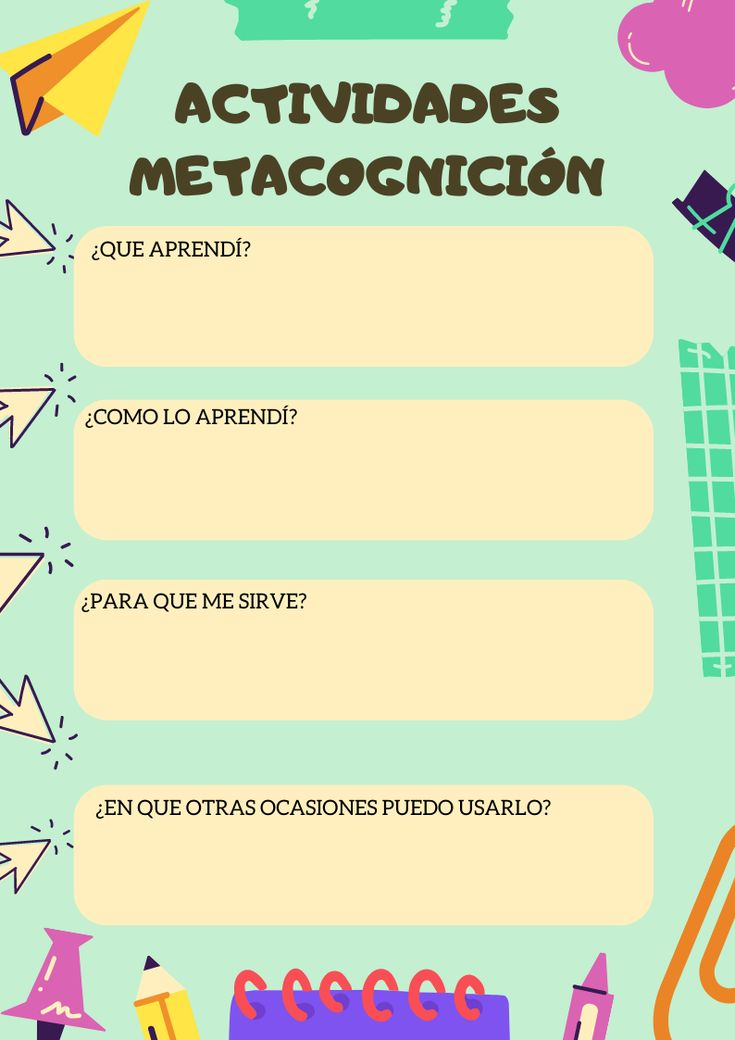 ACTIVIDADES
METACOGNICIÓN
¿QUE APRENDÍ?
¿COMO LO APRENDÍ?
¿PARA QUE ME SIRVE?
¿EN QUE OTRAS OCASIONES PUEDO USARLO?